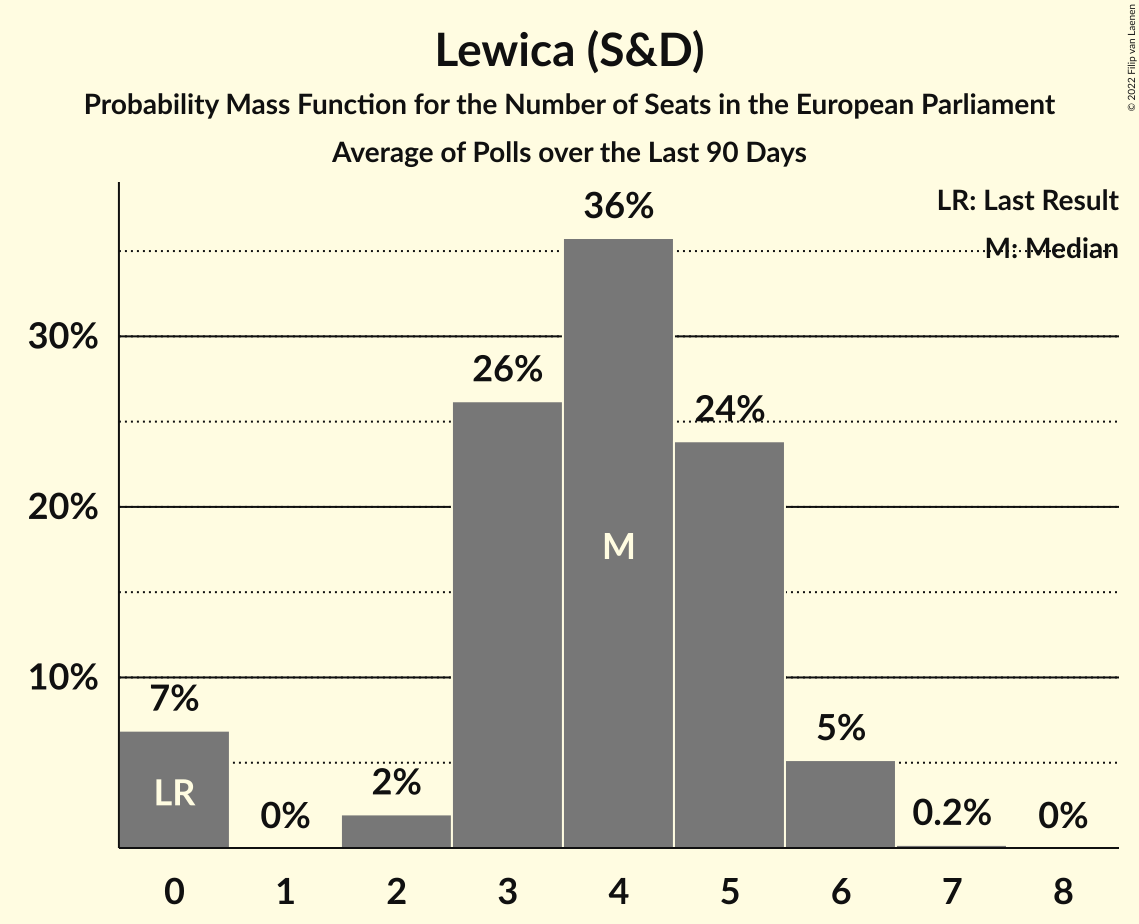 Lewica (S&D)
Probability Mass Function for the Number of Seats in the European Parliament
Average of Polls over the Last 90 Days
© 2022 Filip van Laenen
LR: Last Result
M: Median
36%
30%
26%
24%
20%
M
10%
7%
5%
LR
2%
0%
0.2%
0%
0 1 2 3 4 5 6 7 8